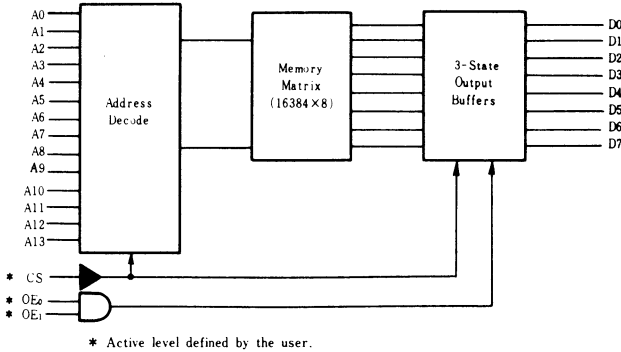 A0
A1
A2
A3
A4
A5
A6
A7
A8
A9
A10
A11
A12
A13
* CS
* OE0
* OE1
Address
Decode
Memory
Matrix
(16384×8)
3-State
Output
Buffers
D0
D1
D2
D3
D4
D5
D6
D7
* Active level defined by the user.